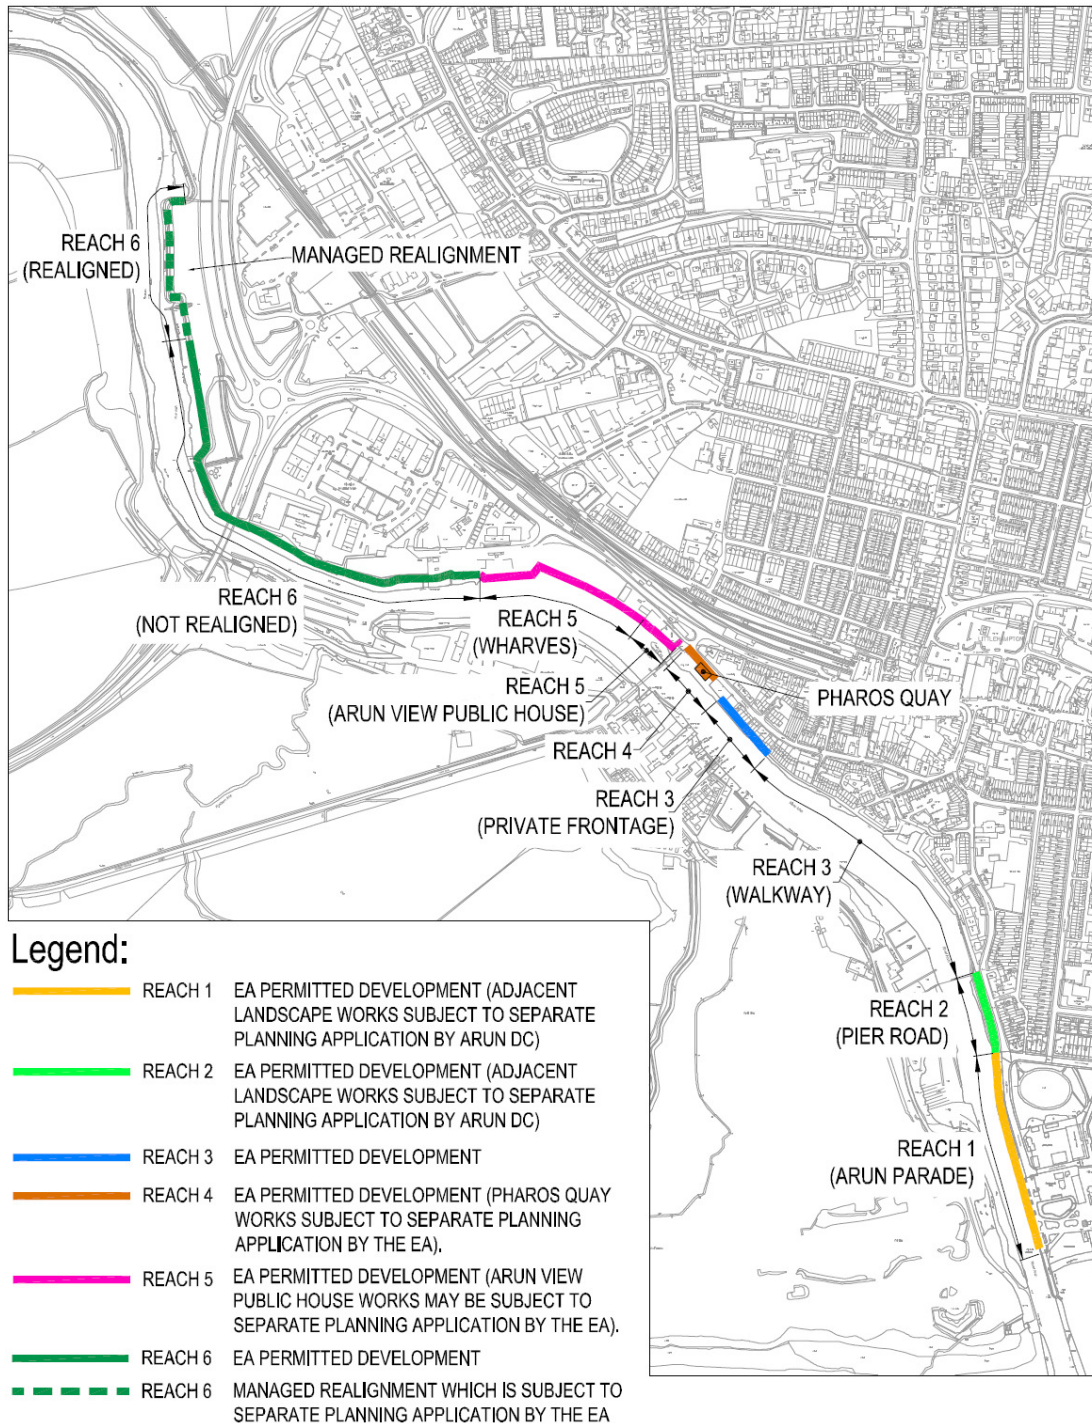 REACH 6
(REALIGNED)
MANAGED REALIGNMENT
REACH 6
(NOT REALIGNED)
REACH 5
(WHARVES)
REACH 5
(ARUN VIEW PUBLIC HOUSE)
PHAROS QUAY
REACH 4
REACH 3
(PRIVATE FRONTAGE)
REACH 3
(WALKWAY)
REACH 2
(PIER ROAD)
REACH 1
(ARUN PARADE)
Legend:
REACH 1 EA PERMITTED DEVELOPMENT (ADJACENT
LANDSCAPE WORKS SUBJECT TO SEPARATE
PLANNING APPLICATION BY ARUN DC)
REACH 2 EA PERMITTED DEVELOPMENT (ADJACENT
LANDSCAPE WORKS SUBJECT TO SEPARATE
PLANNING APPLICATION BY ARUN DC)
REACH 3 EA PERMITTED DEVELOPMENT
REACH 4 EA PERMITTED DEVELOPMENT (PHAROS QUAY
WORKS SUBJECT TO SEPARATE PLANNING
APPLICATION BY THE EA).
REACH 5 EA PERMITTED DEVELOPMENT (ARUN VIEW
PUBLIC HOUSE WORKS MAY BE SUBJECT TO
SEPARATE PLANNING APPLICATION BY THE EA).
REACH 6 EA PERMITTED DEVELOPMENT
REACH 6 MANAGED REALIGNMENT WHICH IS SUBJECT TO
SEPARATE PLANNING APPLICATION BY THE EA